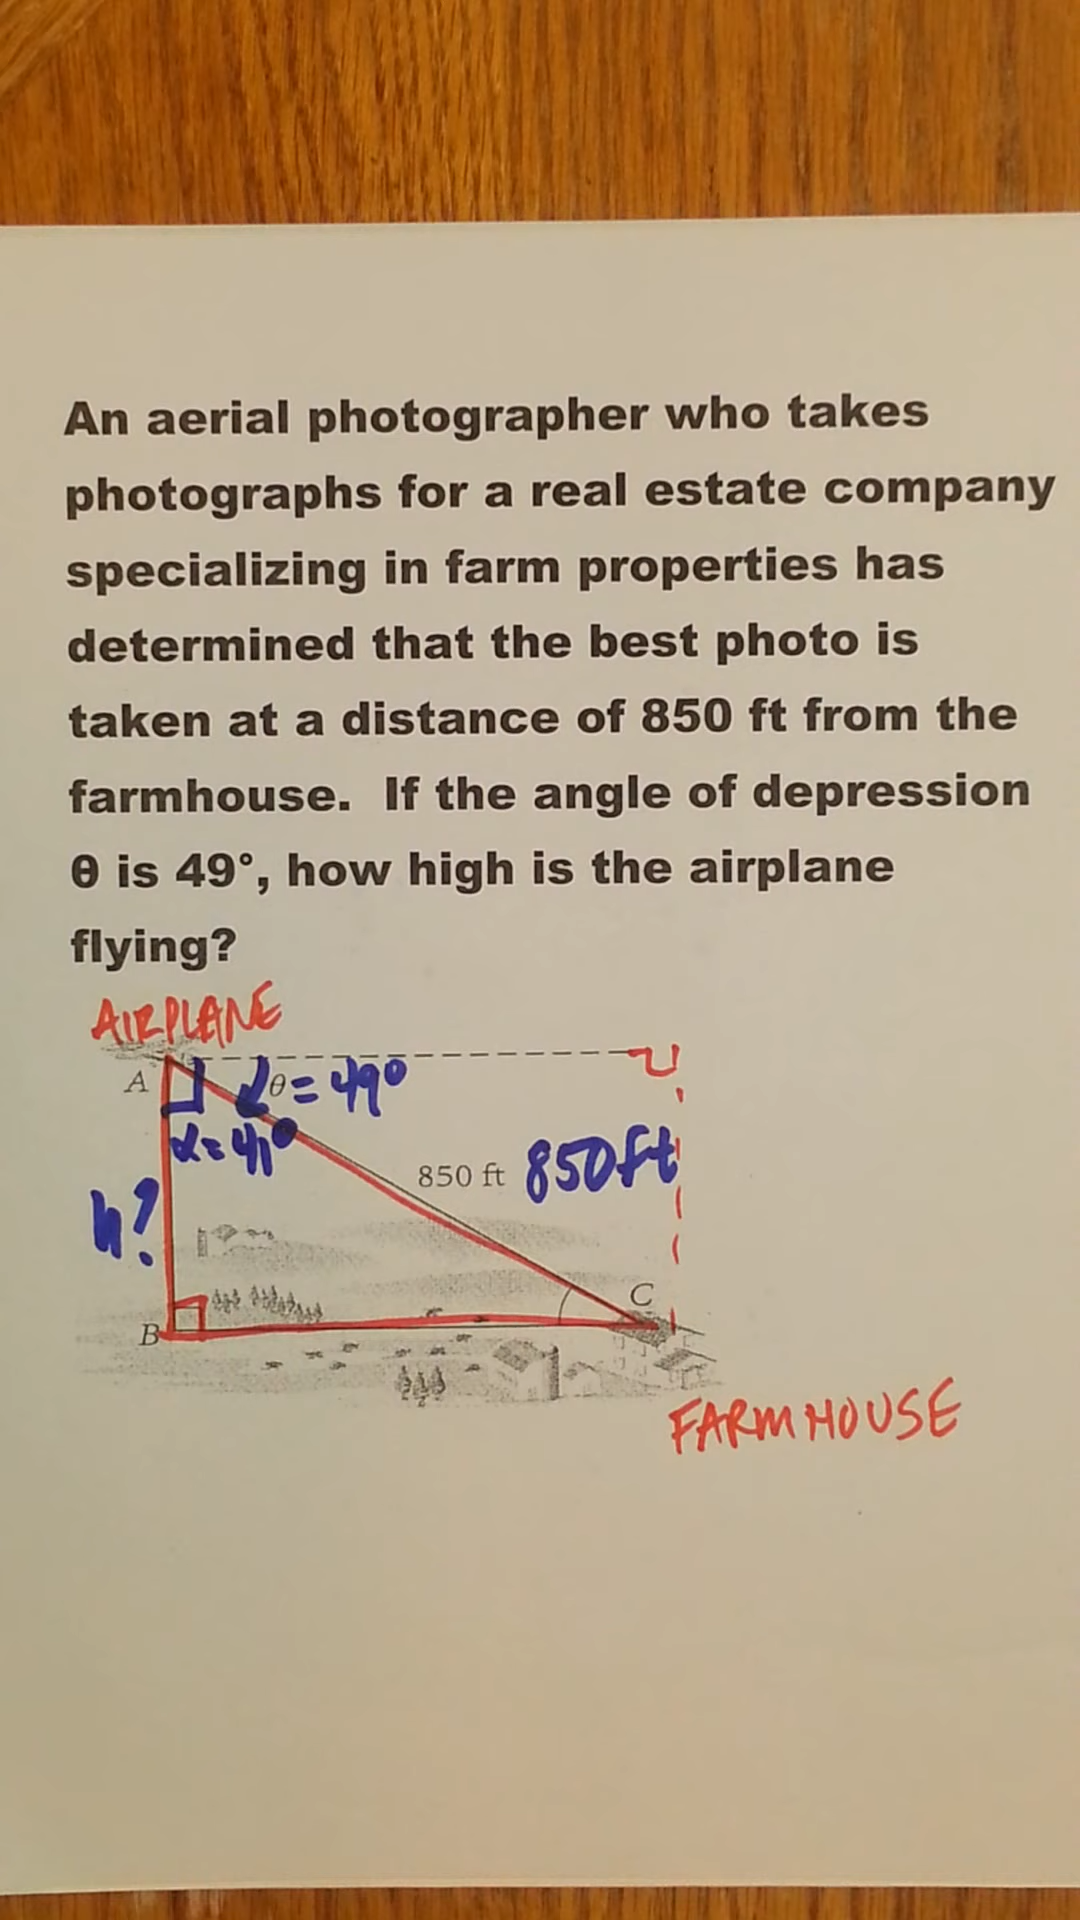 An aerial photographer who takes
photographs for a real estate company
specializing in farm properties has
determined that the best photo is
taken at a distance of 850 ft from the
farmhouse. If the angle of depression
θ is 49°, how high is the airplane
flying?
AIRPLANE
A θ = 49°
α = 41°
850 ft 850ft
h?
C
B
FARMHOUSE